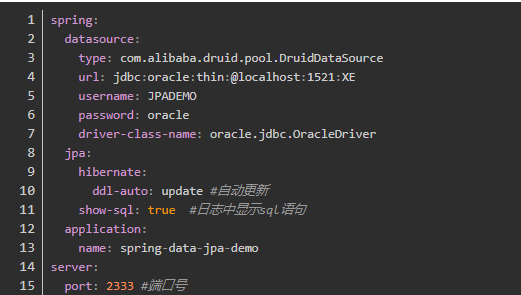 1 spring:
2   datasource:
3     type: com.alibaba.druid.pool.DruidDataSource
4     url: jdbc:oracle:thin:@localhost:1521:XE
5     username: JPADEMO
6     password: oracle
7     driver-class-name: oracle.jdbc.OracleDriver
8   jpa:
9     hibernate:
10       ddl-auto: update #自动更新
11     show-sql: true  #日志中显示sql语句
12   application:
13     name: spring-data-jpa-demo
14 server:
15   port: 2333 #端口号